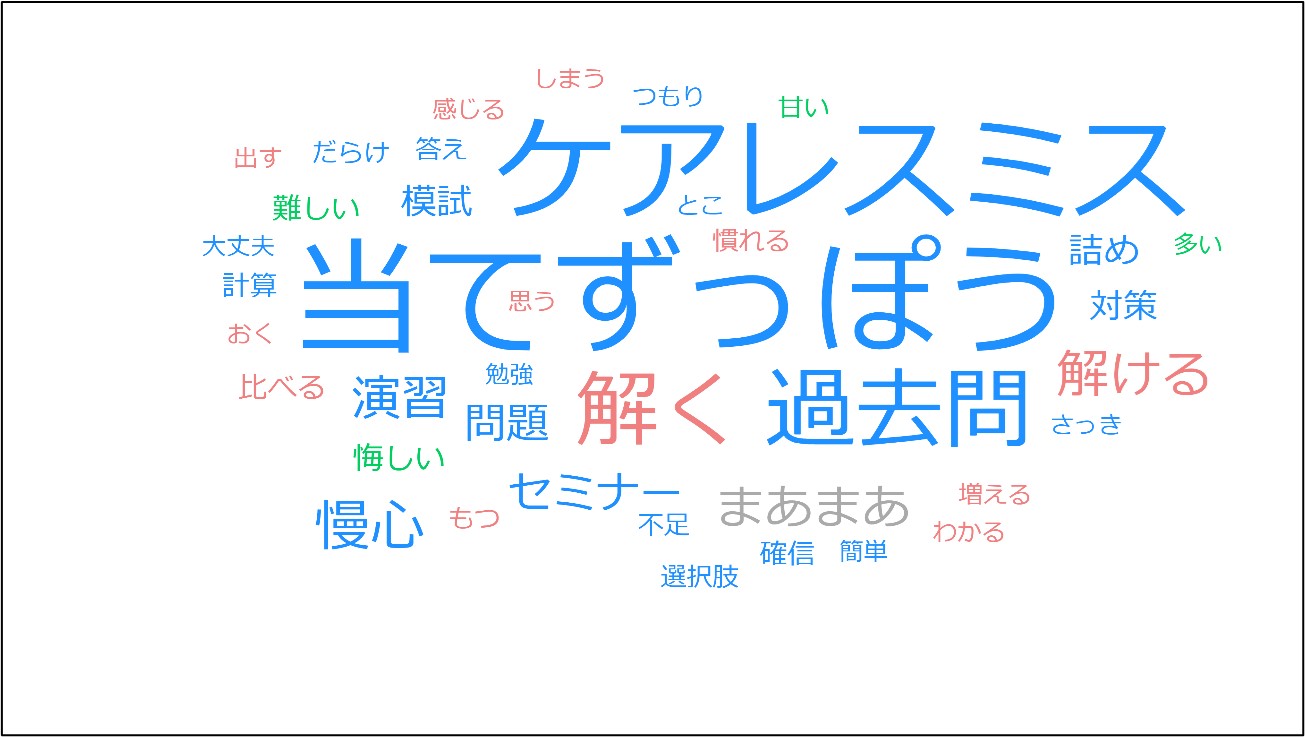 しまう
感じる
つもり
甘い
ケアレスミス
出す
だらけ
答え
難しい
模試
とこ
大丈夫
当てずっぽう
慣れる
詰め
多い
計算
思う
対策
おく
比べる
演習
勉強
問題
解く
過去問
解ける
さっき
悔しい
慢心
もつ
セミナー
不足
まあまあ
増える
わかる
確信
簡単
選択肢